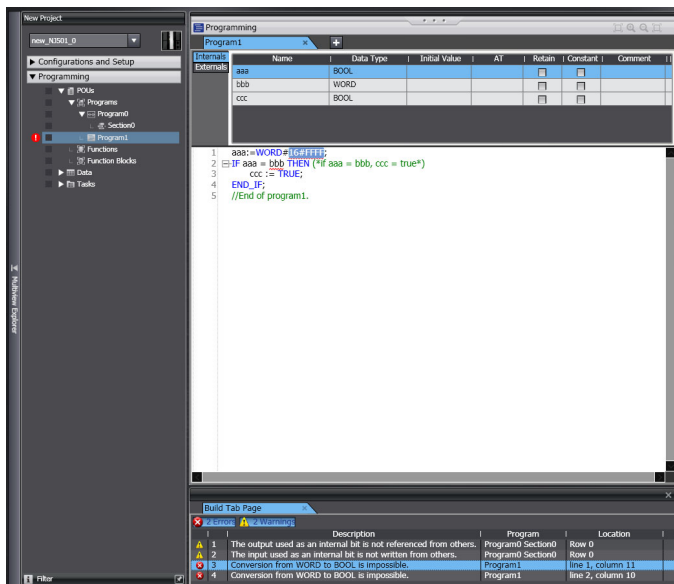 New Project
new_NJ501_0
Configurations and Setup
Programming
POUs
Programs
Program0
Section0
Program1
Functions
Function Blocks
Data
Tasks
Filter
Multiview Explorer
Programming
Program1
Internals
Externals
Name Data Type Initial Value AT Retain Constant Comment
aaa BOOL
bbb WORD
ccc BOOL
1 aaa:=WORD#16#FFFF;
2 IF aaa = bbb THEN (*if aaa = bbb, ccc = true*)
3 ccc := TRUE;
4 END_IF;
5 //End of program1.
Build Tab Page
2 Errors 2 Warnings
Description Program Location
1 The output used as an internal bit is not referenced from others. Program0 Section0 Row 0
2 The input used as an internal bit is not written from others. Program0 Section0 Row 0
3 Conversion from WORD to BOOL is impossible. Program1 line 1, column 11
4 Conversion from WORD to BOOL is impossible. Program1 line 2, column 10